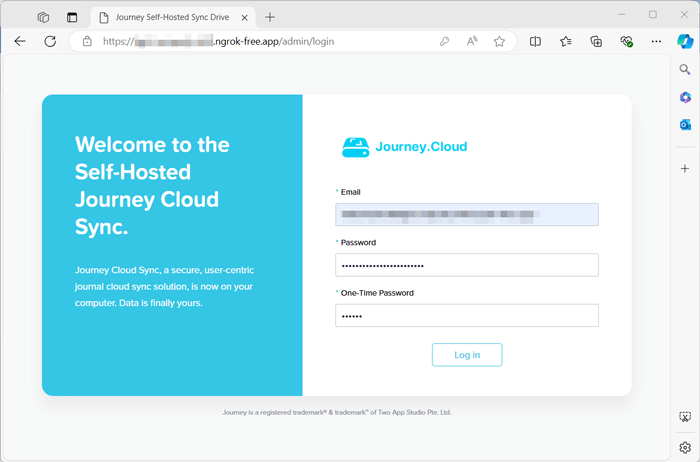 Journey Self-Hosted Sync Drive
https://
.ngrok-free.app/admin/login
Welcome to the
Self-Hosted
Journey Cloud
Sync.
Journey Cloud Sync, a secure, user-centric
journal cloud sync solution, is now on your
computer. Data is finally yours.
Journey.Cloud
* Email
* Password
••••••••••••••••••••••••
* One-Time Password
••••••
Log in
Journey is a registered trademark® & trademark™ of Two App Studio Pte. Ltd.